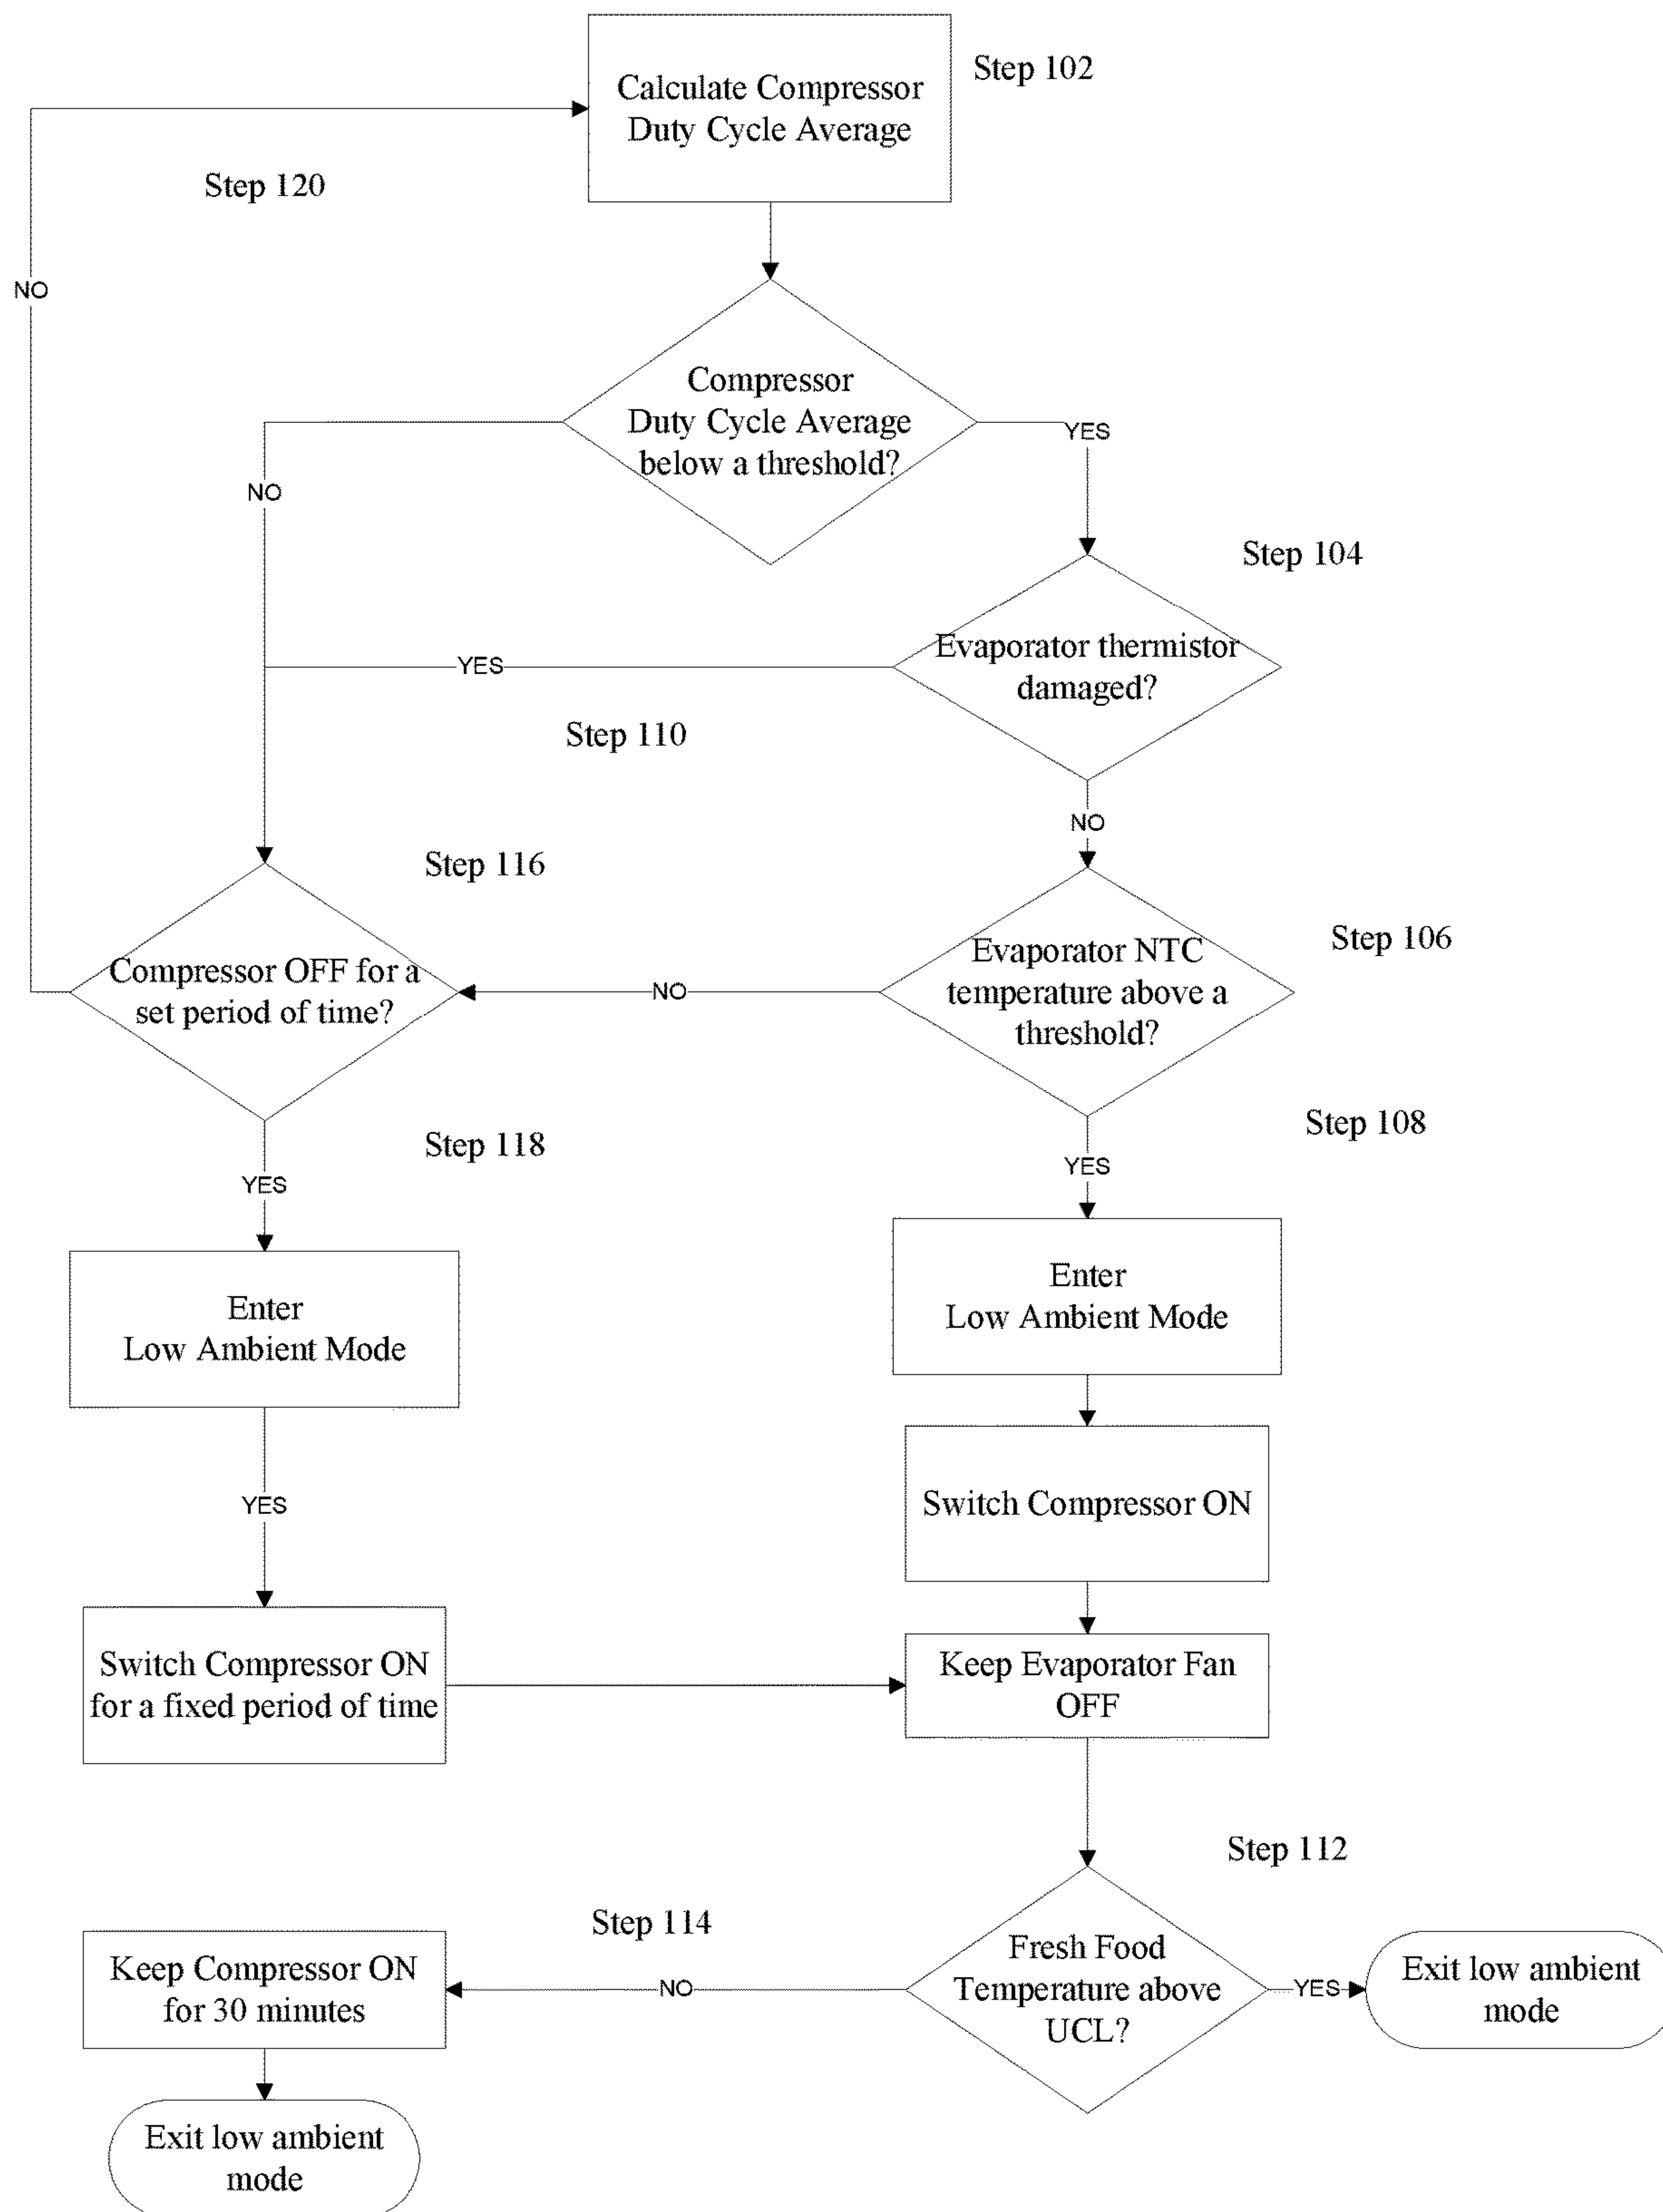 Calculate Compressor
Duty Cycle Average
Step 102
Step 120
NO
Compressor
Duty Cycle Average
below a threshold?
YES
NO
Step 104
Evaporator thermistor
damaged?
YES
Step 110
NO
Step 116
Compressor OFF for a
set period of time?
NO
Evaporator NTC
temperature above a
threshold?
Step 106
Step 108
Step 118
YES
YES
Enter
Low Ambient Mode
Enter
Low Ambient Mode
YES
Switch Compressor ON
Switch Compressor ON
for a fixed period of time
Keep Evaporator Fan
OFF
Step 112
Step 114
Keep Compressor ON
for 30 minutes
NO
Fresh Food
Temperature above
UCL?
YES
Exit low ambient
mode
Exit low ambient
mode